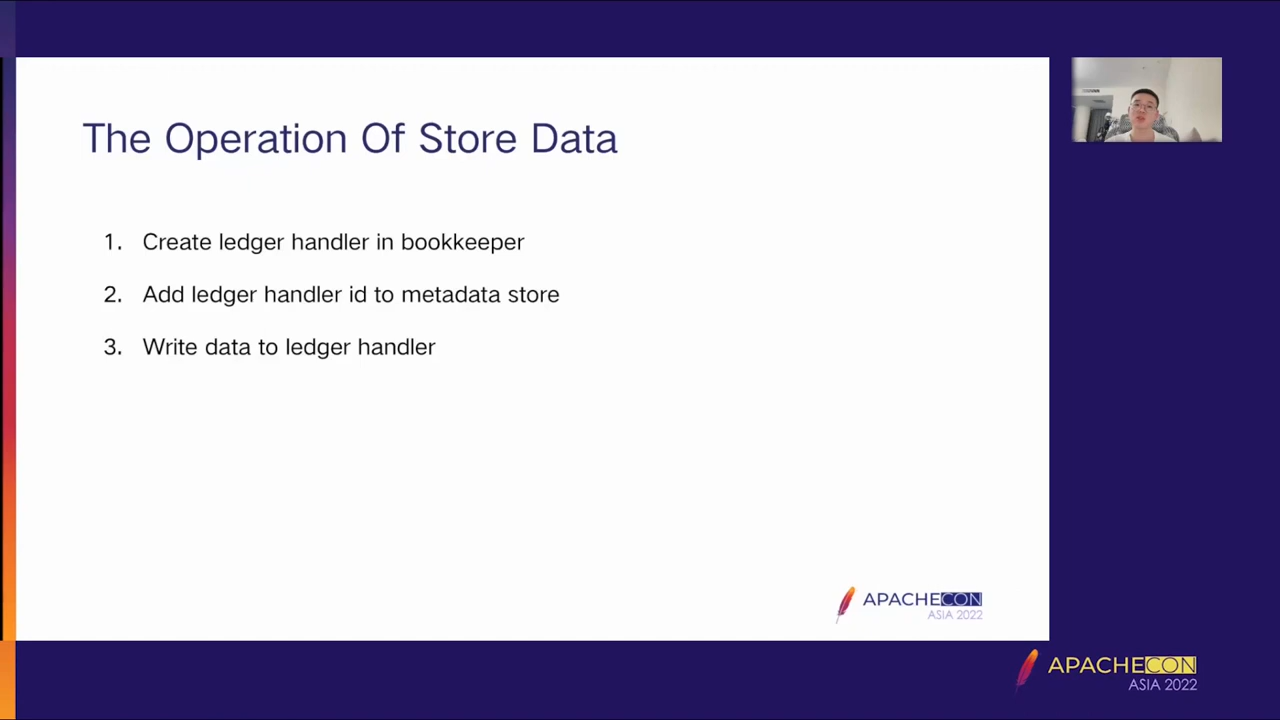 The Operation Of Store Data
1. Create ledger handler in bookkeeper
2. Add ledger handler id to metadata store
3. Write data to ledger handler
APACHECON
ASIA 2022
APACHECON
ASIA 2022